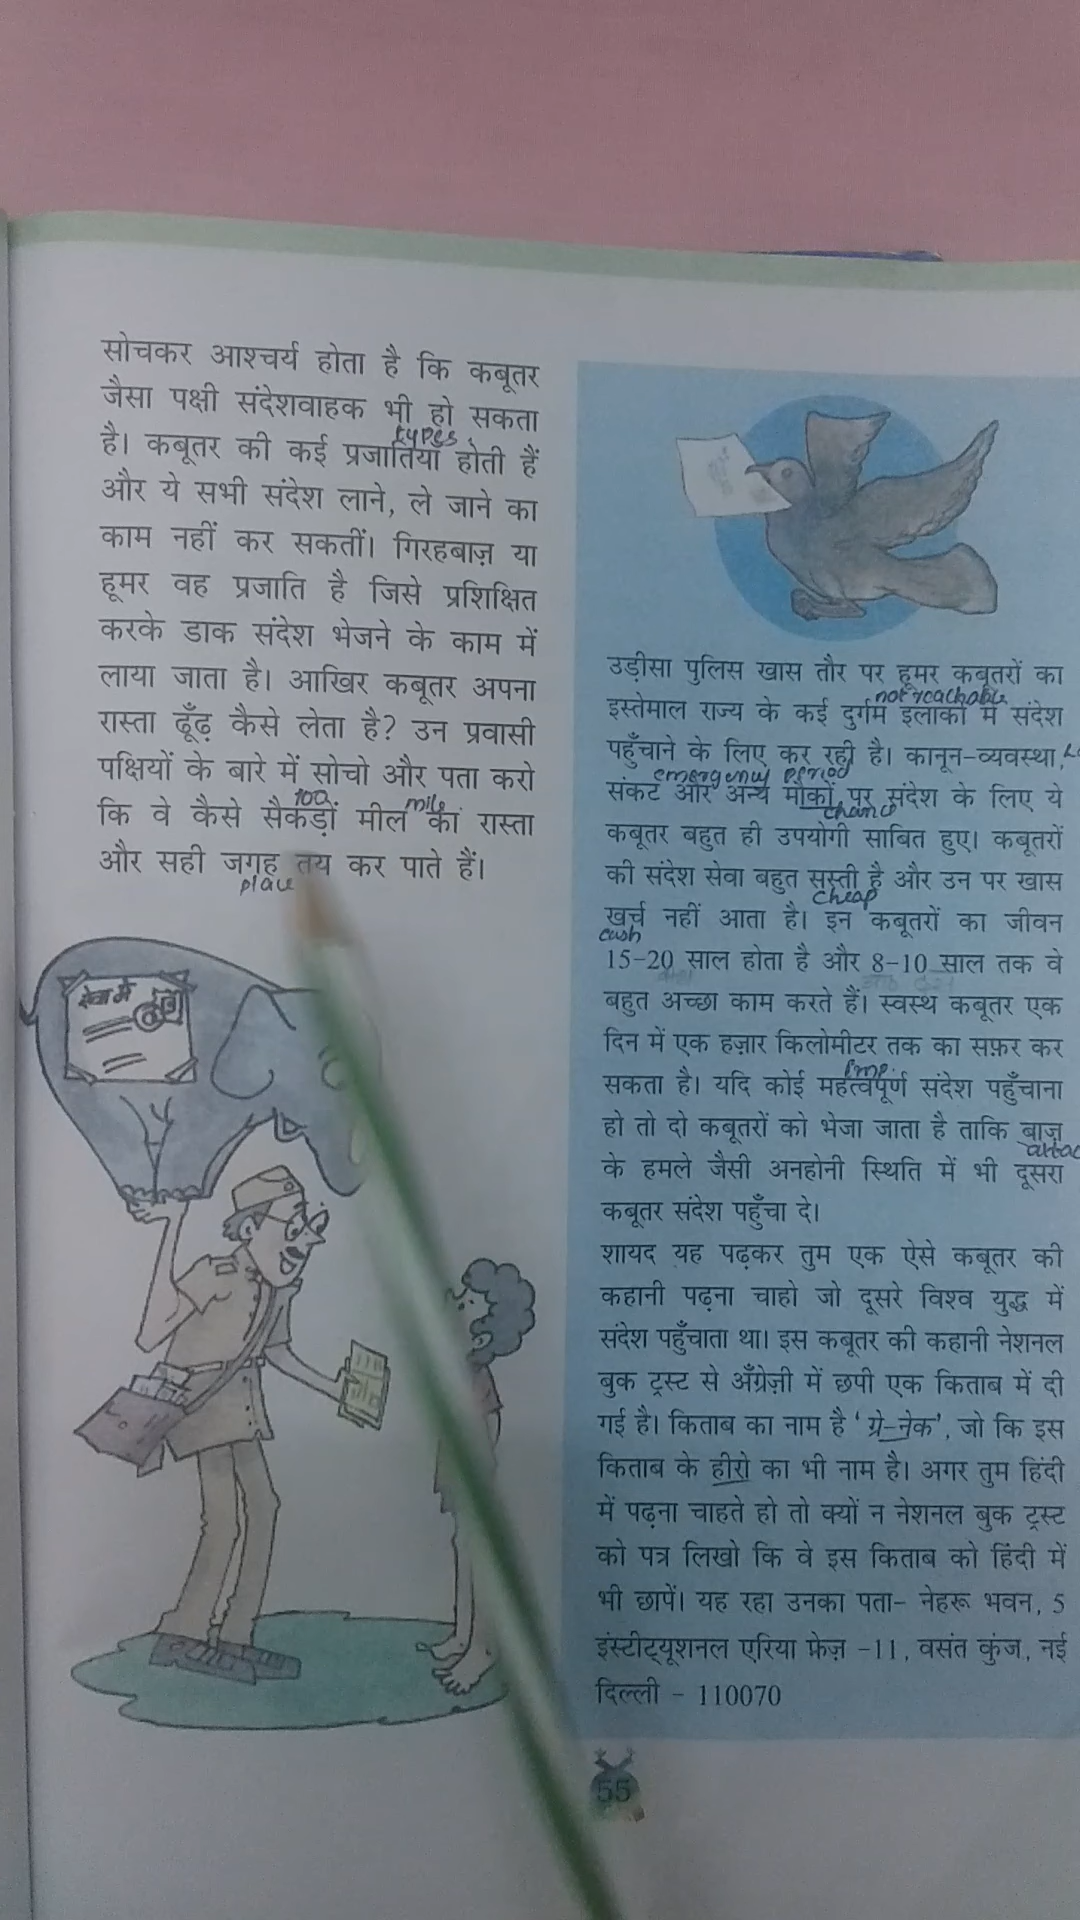 सोचकर आश्चर्य होता है कि कबूतर
जैसा पक्षी संदेशवाहक भी हो सकता
types
है। कबूतर की कई प्रजातियाँ होती हैं
और ये सभी संदेश लाने, ले जाने का
काम नहीं कर सकतीं। गिरहबाज़ या
हूमर वह प्रजाति है जिसे प्रशिक्षित
करके डाक संदेश भेजने के काम में
लाया जाता है। आखिर कबूतर अपना
रास्ता ढूँढ़ कैसे लेता है? उन प्रवासी
पक्षियों के बारे में सोचो और पता करो
100 mile
कि वे कैसे सैकड़ों मील का रास्ता
और सही जगह तय कर पाते हैं।
place
सेवा में
उड़ीसा पुलिस खास तौर पर हूमर कबूतरों का
not reachable
इस्तेमाल राज्य के कई दुर्गम इलाकों में संदेश
पहुँचाने के लिए कर रही है। कानून-व्यवस्था,
emergency period
संकट और अन्य मौकों पर संदेश के लिए ये
chance
कबूतर बहुत ही उपयोगी साबित हुए। कबूतरों
की संदेश सेवा बहुत सस्ती है और उन पर खास
cheap
खर्च नहीं आता है। इन कबूतरों का जीवन
cash
15-20 साल होता है और 8-10 साल तक वे
बहुत अच्छा काम करते हैं। स्वस्थ कबूतर एक
दिन में एक हज़ार किलोमीटर तक का सफ़र कर
Imp.
सकता है। यदि कोई महत्वपूर्ण संदेश पहुँचाना
हो तो दो कबूतरों को भेजा जाता है ताकि बाज़
के हमले जैसी अनहोनी स्थिति में भी दूसरा
कबूतर संदेश पहुँचा दे।
शायद यह पढ़कर तुम एक ऐसे कबूतर की
कहानी पढ़ना चाहो जो दूसरे विश्व युद्ध में
संदेश पहुँचाता था। इस कबूतर की कहानी नेशनल
बुक ट्रस्ट से अँग्रेज़ी में छपी एक किताब में दी
गई है। किताब का नाम है 'ग्रे-नेक', जो कि इस
किताब के हीरो का भी नाम है। अगर तुम हिंदी
में पढ़ना चाहते हो तो क्यों न नेशनल बुक ट्रस्ट
को पत्र लिखो कि वे इस किताब को हिंदी में
भी छापें। यह रहा उनका पता- नेहरू भवन, 5
इंस्टीट्यूशनल एरिया फ़ेज़ -11, वसंत कुंज, नई
दिल्ली - 110070
55